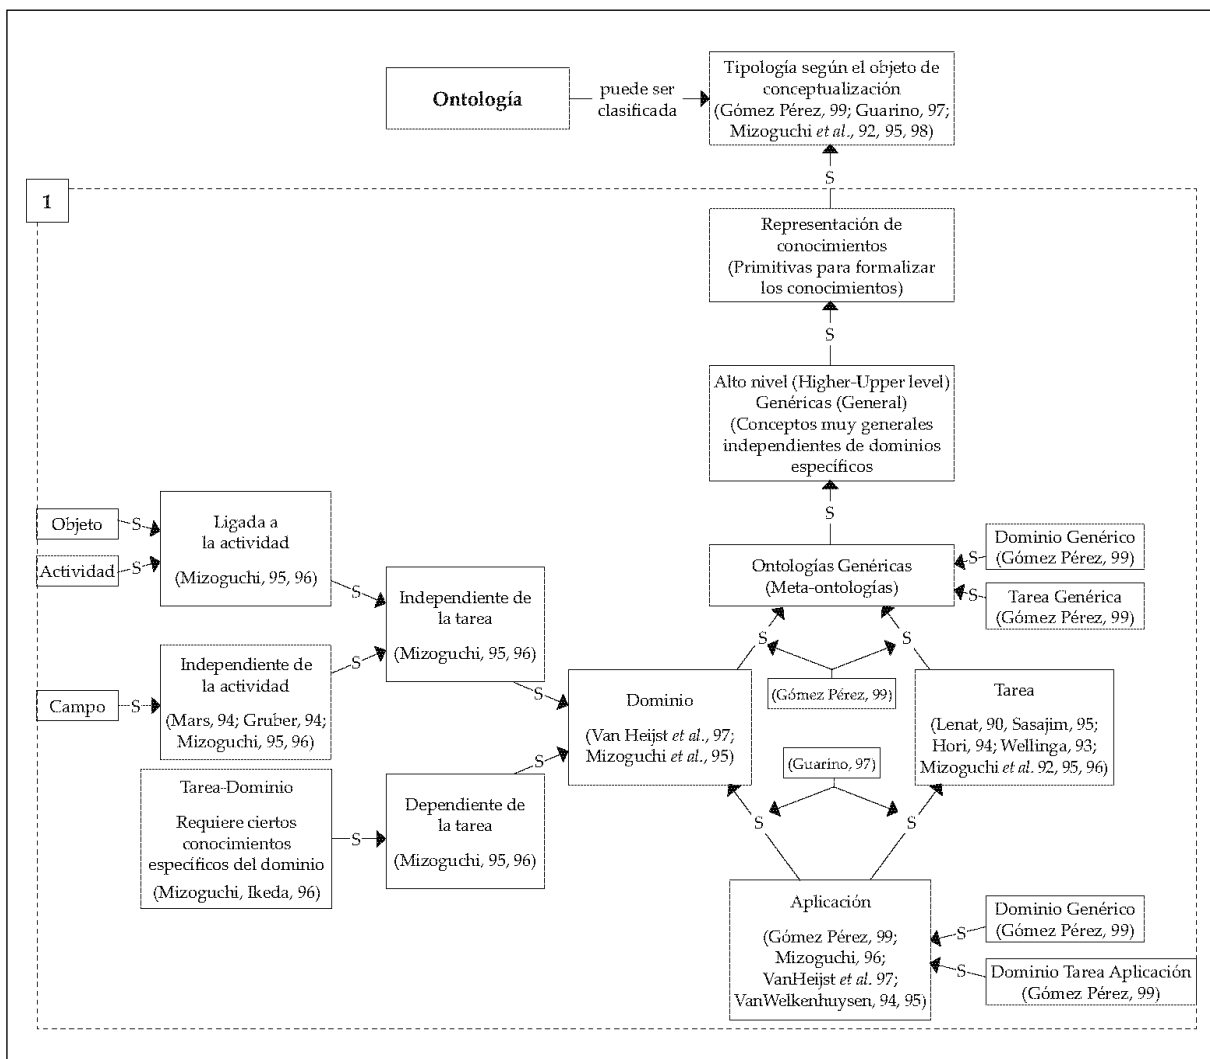 Ontología
puede ser
clasificada
Tipología según el objeto de
conceptualización
(Gómez Pérez, 99; Guarino, 97;
Mizoguchi et al., 92, 95, 98)
1
S
Representación de
conocimientos
(Primitivas para formalizar
los conocimientos)
S
Alto nivel (Higher-Upper level)
Genéricas (General)
(Conceptos muy generales
independientes de dominios
específicos
S
Objeto
S
Actividad
S
Ligada a
la actividad
(Mizoguchi, 95, 96)
S
Campo
S
Independiente de
la actividad
(Mars, 94; Gruber, 94;
Mizoguchi, 95, 96)
S
Independiente de
la tarea
(Mizoguchi, 95, 96)
S
Tarea-Dominio
Requiere ciertos
conocimientos
específicos del dominio
(Mizoguchi, Ikeda, 96)
S
Dependiente de
la tarea
(Mizoguchi, 95, 96)
S
Ontologías Genéricas
(Meta-ontologías)
S
Dominio Genérico
(Gómez Pérez, 99)
S
Tarea Genérica
(Gómez Pérez, 99)
S
S
(Gómez Pérez, 99)
Dominio
(Van Heijst et al., 97;
Mizoguchi et al., 95)
Tarea
(Lenat, 90, Sasajim, 95;
Hori, 94; Wellinga, 93;
Mizoguchi et al. 92, 95, 96)
(Guarino, 97)
S
S
Aplicación
(Gómez Pérez, 99;
Mizoguchi, 96;
VanHeijst et al. 97;
VanWelkenhuysen, 94, 95)
S
Dominio Genérico
(Gómez Pérez, 99)
S
Dominio Tarea Aplicación
(Gómez Pérez, 99)